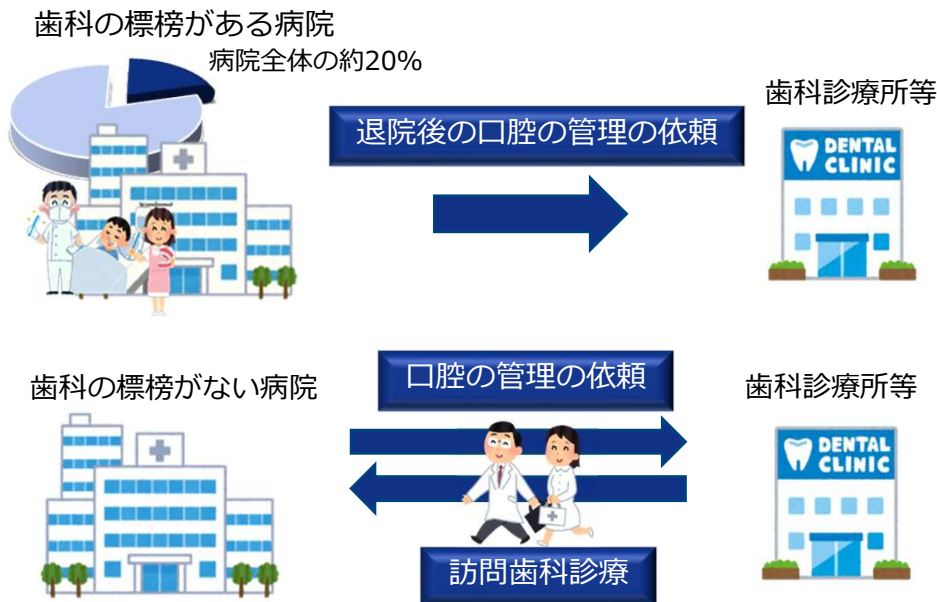 歯科の標榜がある病院
病院全体の約20%
退院後の口腔の管理の依頼
歯科診療所等
DENTAL
CLINIC
歯科の標榜がない病院
口腔の管理の依頼
訪問歯科診療
歯科診療所等
DENTAL
CLINIC